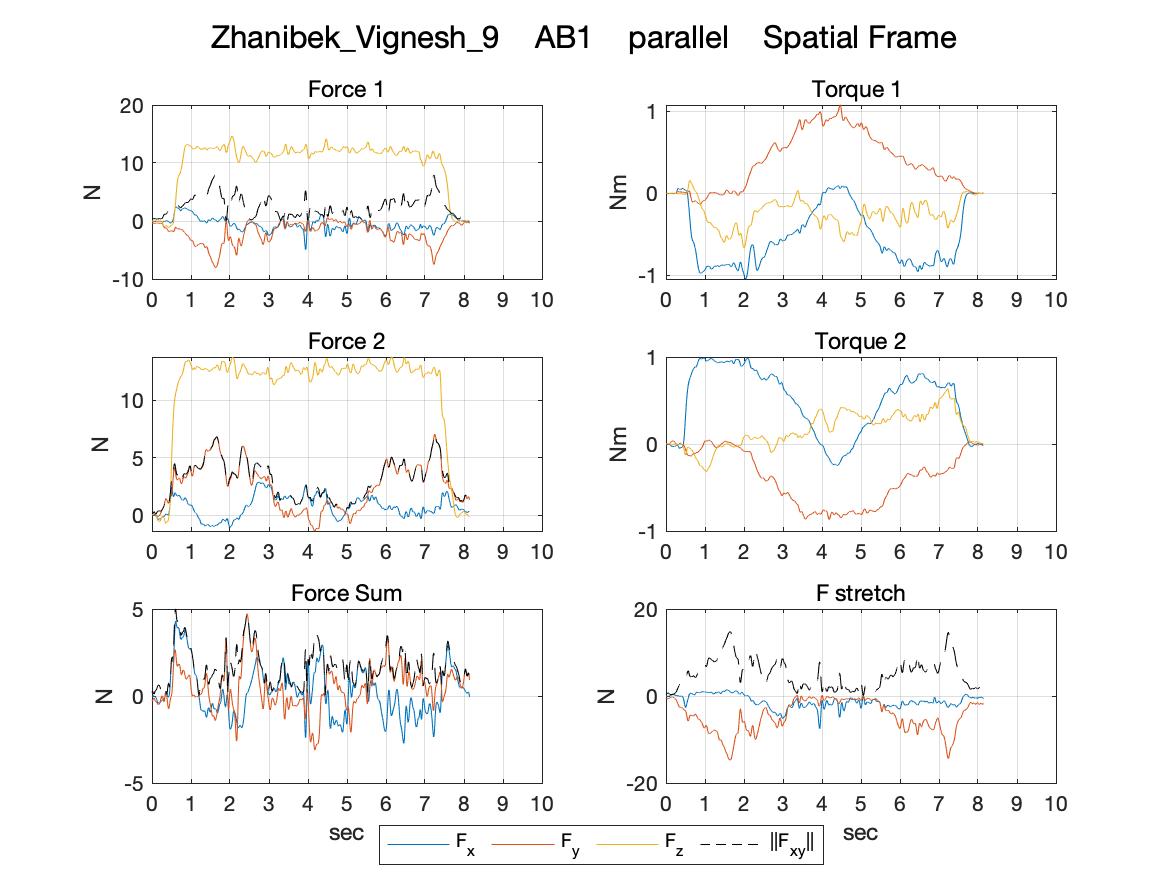 Zhanibek_Vignesh_9 AB1 parallel Spatial Frame
Force 1
N
20
10
0
-10
0 1 2 3 4 5 6 7 8 9 10
Torque 1
Nm
1
0
-1
0 1 2 3 4 5 6 7 8 9 10
Force 2
N
10
5
0
0 1 2 3 4 5 6 7 8 9 10
Torque 2
Nm
1
0
-1
0 1 2 3 4 5 6 7 8 9 10
Force Sum
N
5
0
-5
0 1 2 3 4 5 6 7 8 9 10
sec
F stretch
N
20
0
-20
0 1 2 3 4 5 6 7 8 9 10
sec
Fx Fy Fz ||Fxy||